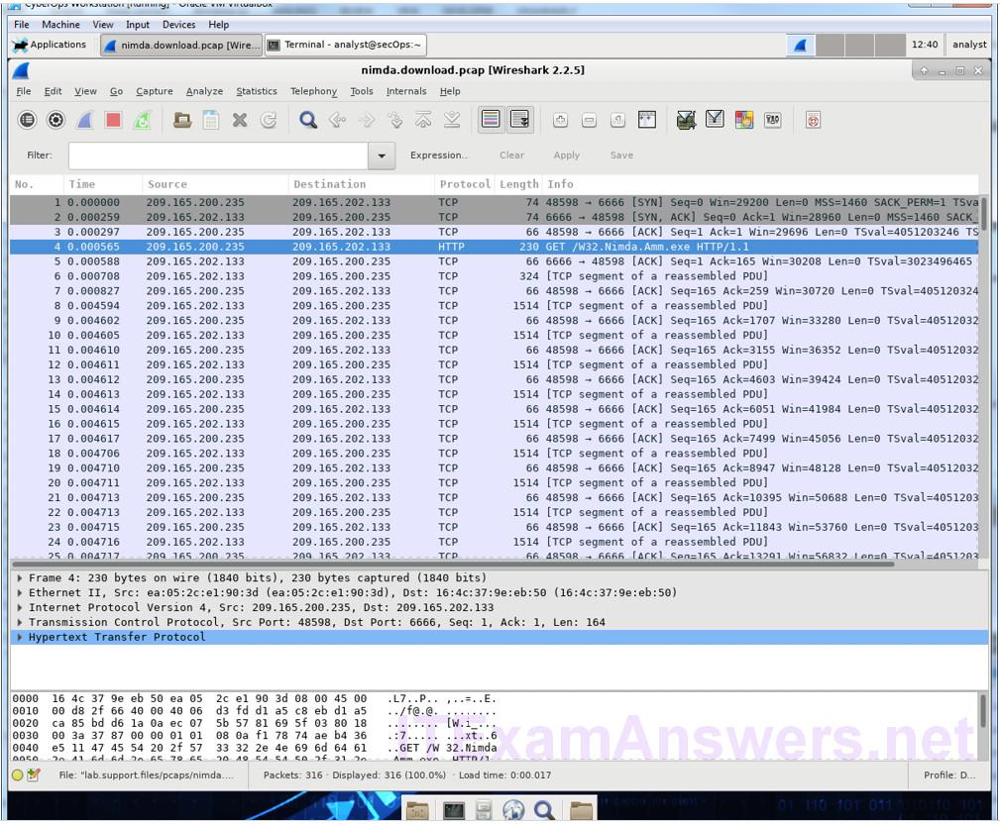 CyberOps Workstation [Running] - Oracle VM VirtualBox
File Machine View Input Devices Help
Applications nimda.download.pcap [Wire... Terminal - analyst@secOps:~ 12:40 analyst
nimda.download.pcap [Wireshark 2.2.5]
File Edit View Go Capture Analyze Statistics Telephony Tools Internals Help
Filter: Expression... Clear Apply Save
No. Time Source Destination Protocol Length Info
1 0.000000 209.165.200.235 209.165.202.133 TCP 74 48598 → 6666 [SYN] Seq=0 Win=29200 Len=0 MSS=1460 SACK_PERM=1 TSva
2 0.000259 209.165.202.133 209.165.200.235 TCP 74 6666 → 48598 [SYN, ACK] Seq=0 Ack=1 Win=28960 Len=0 MSS=1460 SACK_
3 0.000297 209.165.200.235 209.165.202.133 TCP 66 48598 → 6666 [ACK] Seq=1 Ack=1 Win=29696 Len=0 TSval=4051203246 TS
4 0.000565 209.165.200.235 209.165.202.133 HTTP 230 GET /W32.Nimda.Amm.exe HTTP/1.1
5 0.000588 209.165.202.133 209.165.200.235 TCP 66 6666 → 48598 [ACK] Seq=1 Ack=165 Win=30208 Len=0 TSval=3023496465
6 0.000708 209.165.202.133 209.165.200.235 TCP 324 [TCP segment of a reassembled PDU]
7 0.000827 209.165.200.235 209.165.202.133 TCP 66 48598 → 6666 [ACK] Seq=165 Ack=259 Win=30720 Len=0 TSval=405120324
8 0.004594 209.165.202.133 209.165.200.235 TCP 1514 [TCP segment of a reassembled PDU]
9 0.004602 209.165.200.235 209.165.202.133 TCP 66 48598 → 6666 [ACK] Seq=165 Ack=1707 Win=33280 Len=0 TSval=40512032
10 0.004605 209.165.202.133 209.165.200.235 TCP 1514 [TCP segment of a reassembled PDU]
11 0.004610 209.165.200.235 209.165.202.133 TCP 66 48598 → 6666 [ACK] Seq=165 Ack=3155 Win=36352 Len=0 TSval=40512032
12 0.004611 209.165.202.133 209.165.200.235 TCP 1514 [TCP segment of a reassembled PDU]
13 0.004612 209.165.200.235 209.165.202.133 TCP 66 48598 → 6666 [ACK] Seq=165 Ack=4603 Win=39424 Len=0 TSval=40512032
14 0.004613 209.165.202.133 209.165.200.235 TCP 1514 [TCP segment of a reassembled PDU]
15 0.004614 209.165.200.235 209.165.202.133 TCP 66 48598 → 6666 [ACK] Seq=165 Ack=6051 Win=41984 Len=0 TSval=40512032
16 0.004615 209.165.202.133 209.165.200.235 TCP 1514 [TCP segment of a reassembled PDU]
17 0.004617 209.165.200.235 209.165.202.133 TCP 66 48598 → 6666 [ACK] Seq=165 Ack=7499 Win=45056 Len=0 TSval=40512032
18 0.004706 209.165.202.133 209.165.200.235 TCP 1514 [TCP segment of a reassembled PDU]
19 0.004710 209.165.200.235 209.165.202.133 TCP 66 48598 → 6666 [ACK] Seq=165 Ack=8947 Win=48128 Len=0 TSval=40512032
20 0.004711 209.165.202.133 209.165.200.235 TCP 1514 [TCP segment of a reassembled PDU]
21 0.004713 209.165.200.235 209.165.202.133 TCP 66 48598 → 6666 [ACK] Seq=165 Ack=10395 Win=50688 Len=0 TSval=4051203
22 0.004713 209.165.202.133 209.165.200.235 TCP 1514 [TCP segment of a reassembled PDU]
23 0.004715 209.165.200.235 209.165.202.133 TCP 66 48598 → 6666 [ACK] Seq=165 Ack=11843 Win=53760 Len=0 TSval=4051203
24 0.004716 209.165.202.133 209.165.200.235 TCP 1514 [TCP segment of a reassembled PDU]
25 0.004717 209.165.200.235 209.165.202.133 TCP 66 48598 → 6666 [ACK] Seq=165 Ack=13291 Win=56832 Len=0 TSval=4051203
Frame 4: 230 bytes on wire (1840 bits), 230 bytes captured (1840 bits)
Ethernet II, Src: ea:05:2c:e1:90:3d (ea:05:2c:e1:90:3d), Dst: 16:4c:37:9e:eb:50 (16:4c:37:9e:eb:50)
Internet Protocol Version 4, Src: 209.165.200.235, Dst: 209.165.202.133
Transmission Control Protocol, Src Port: 48598, Dst Port: 6666, Seq: 1, Ack: 1, Len: 164
Hypertext Transfer Protocol
0000 16 4c 37 9e eb 50 ea 05 2c e1 90 3d 08 00 45 00 .L7..P.. ,..=..E.
0010 00 d8 2f 66 40 00 40 06 d3 fd d1 a5 c8 eb d1 a5 ../f@.@. ........
0020 ca 85 bd d6 1a 0a ec 07 5b 57 81 69 5f 03 80 18 ........ [W.i_...
0030 00 3a 37 87 00 00 01 01 08 0a f1 78 74 ae b4 36 .:7..... ...xt..6
0040 e5 11 47 45 54 20 2f 57 33 32 2e 4e 69 6d 64 61 ..GET /W 32.Nimda
0050 2e 41 6d 6d 2e 65 78 65 20 48 54 54 50 2f 31 2e .Amm.exe HTTP/1.
ITExamAnswers.net
File: "lab.support.files/pcaps/nimda.... Packets: 316 · Displayed: 316 (100.0%) · Load time: 0:00.017 Profile: D...